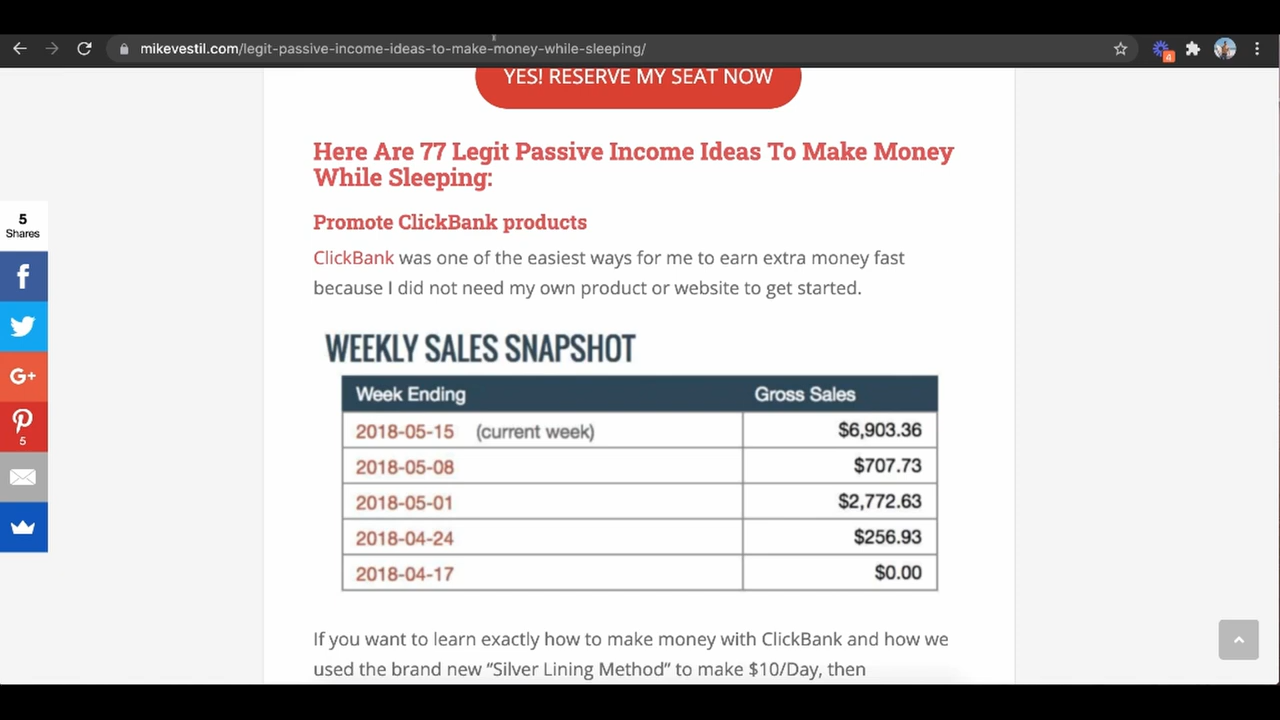 mikevestil.com/legit-passive-income-ideas-to-make-money-while-sleeping/
4
YES! RESERVE MY SEAT NOW
Here Are 77 Legit Passive Income Ideas To Make Money
While Sleeping:
5
Shares
f
G+
5
Promote ClickBank products
ClickBank was one of the easiest ways for me to earn extra money fast
because I did not need my own product or website to get started.
WEEKLY SALES SNAPSHOT
Week Ending Gross Sales
2018-05-15 (current week) $6,903.36
2018-05-08 $707.73
2018-05-01 $2,772.63
2018-04-24 $256.93
2018-04-17 $0.00
If you want to learn exactly how to make money with ClickBank and how we
used the brand new “Silver Lining Method” to make $10/Day, then